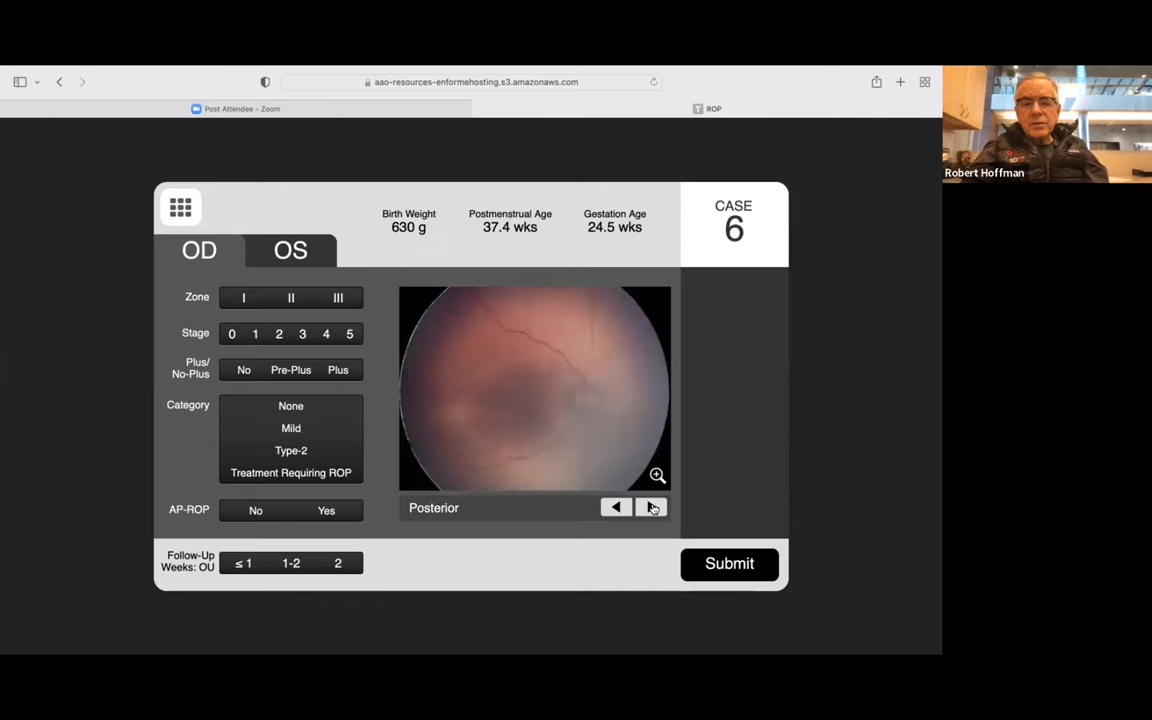 aao-resources-enformehosting.s3.amazonaws.com
Post Attendee - Zoom
T ROP
Robert Hoffman
Birth Weight
630 g
Postmenstrual Age
37.4 wks
Gestation Age
24.5 wks
CASE
6
OD
OS
Zone
I II III
Stage
0 1 2 3 4 5
Plus/
No-Plus
No Pre-Plus Plus
Category
None
Mild
Type-2
Treatment Requiring ROP
AP-ROP
No Yes
Posterior
Follow-Up
Weeks: OU
≤ 1 1-2 2
Submit